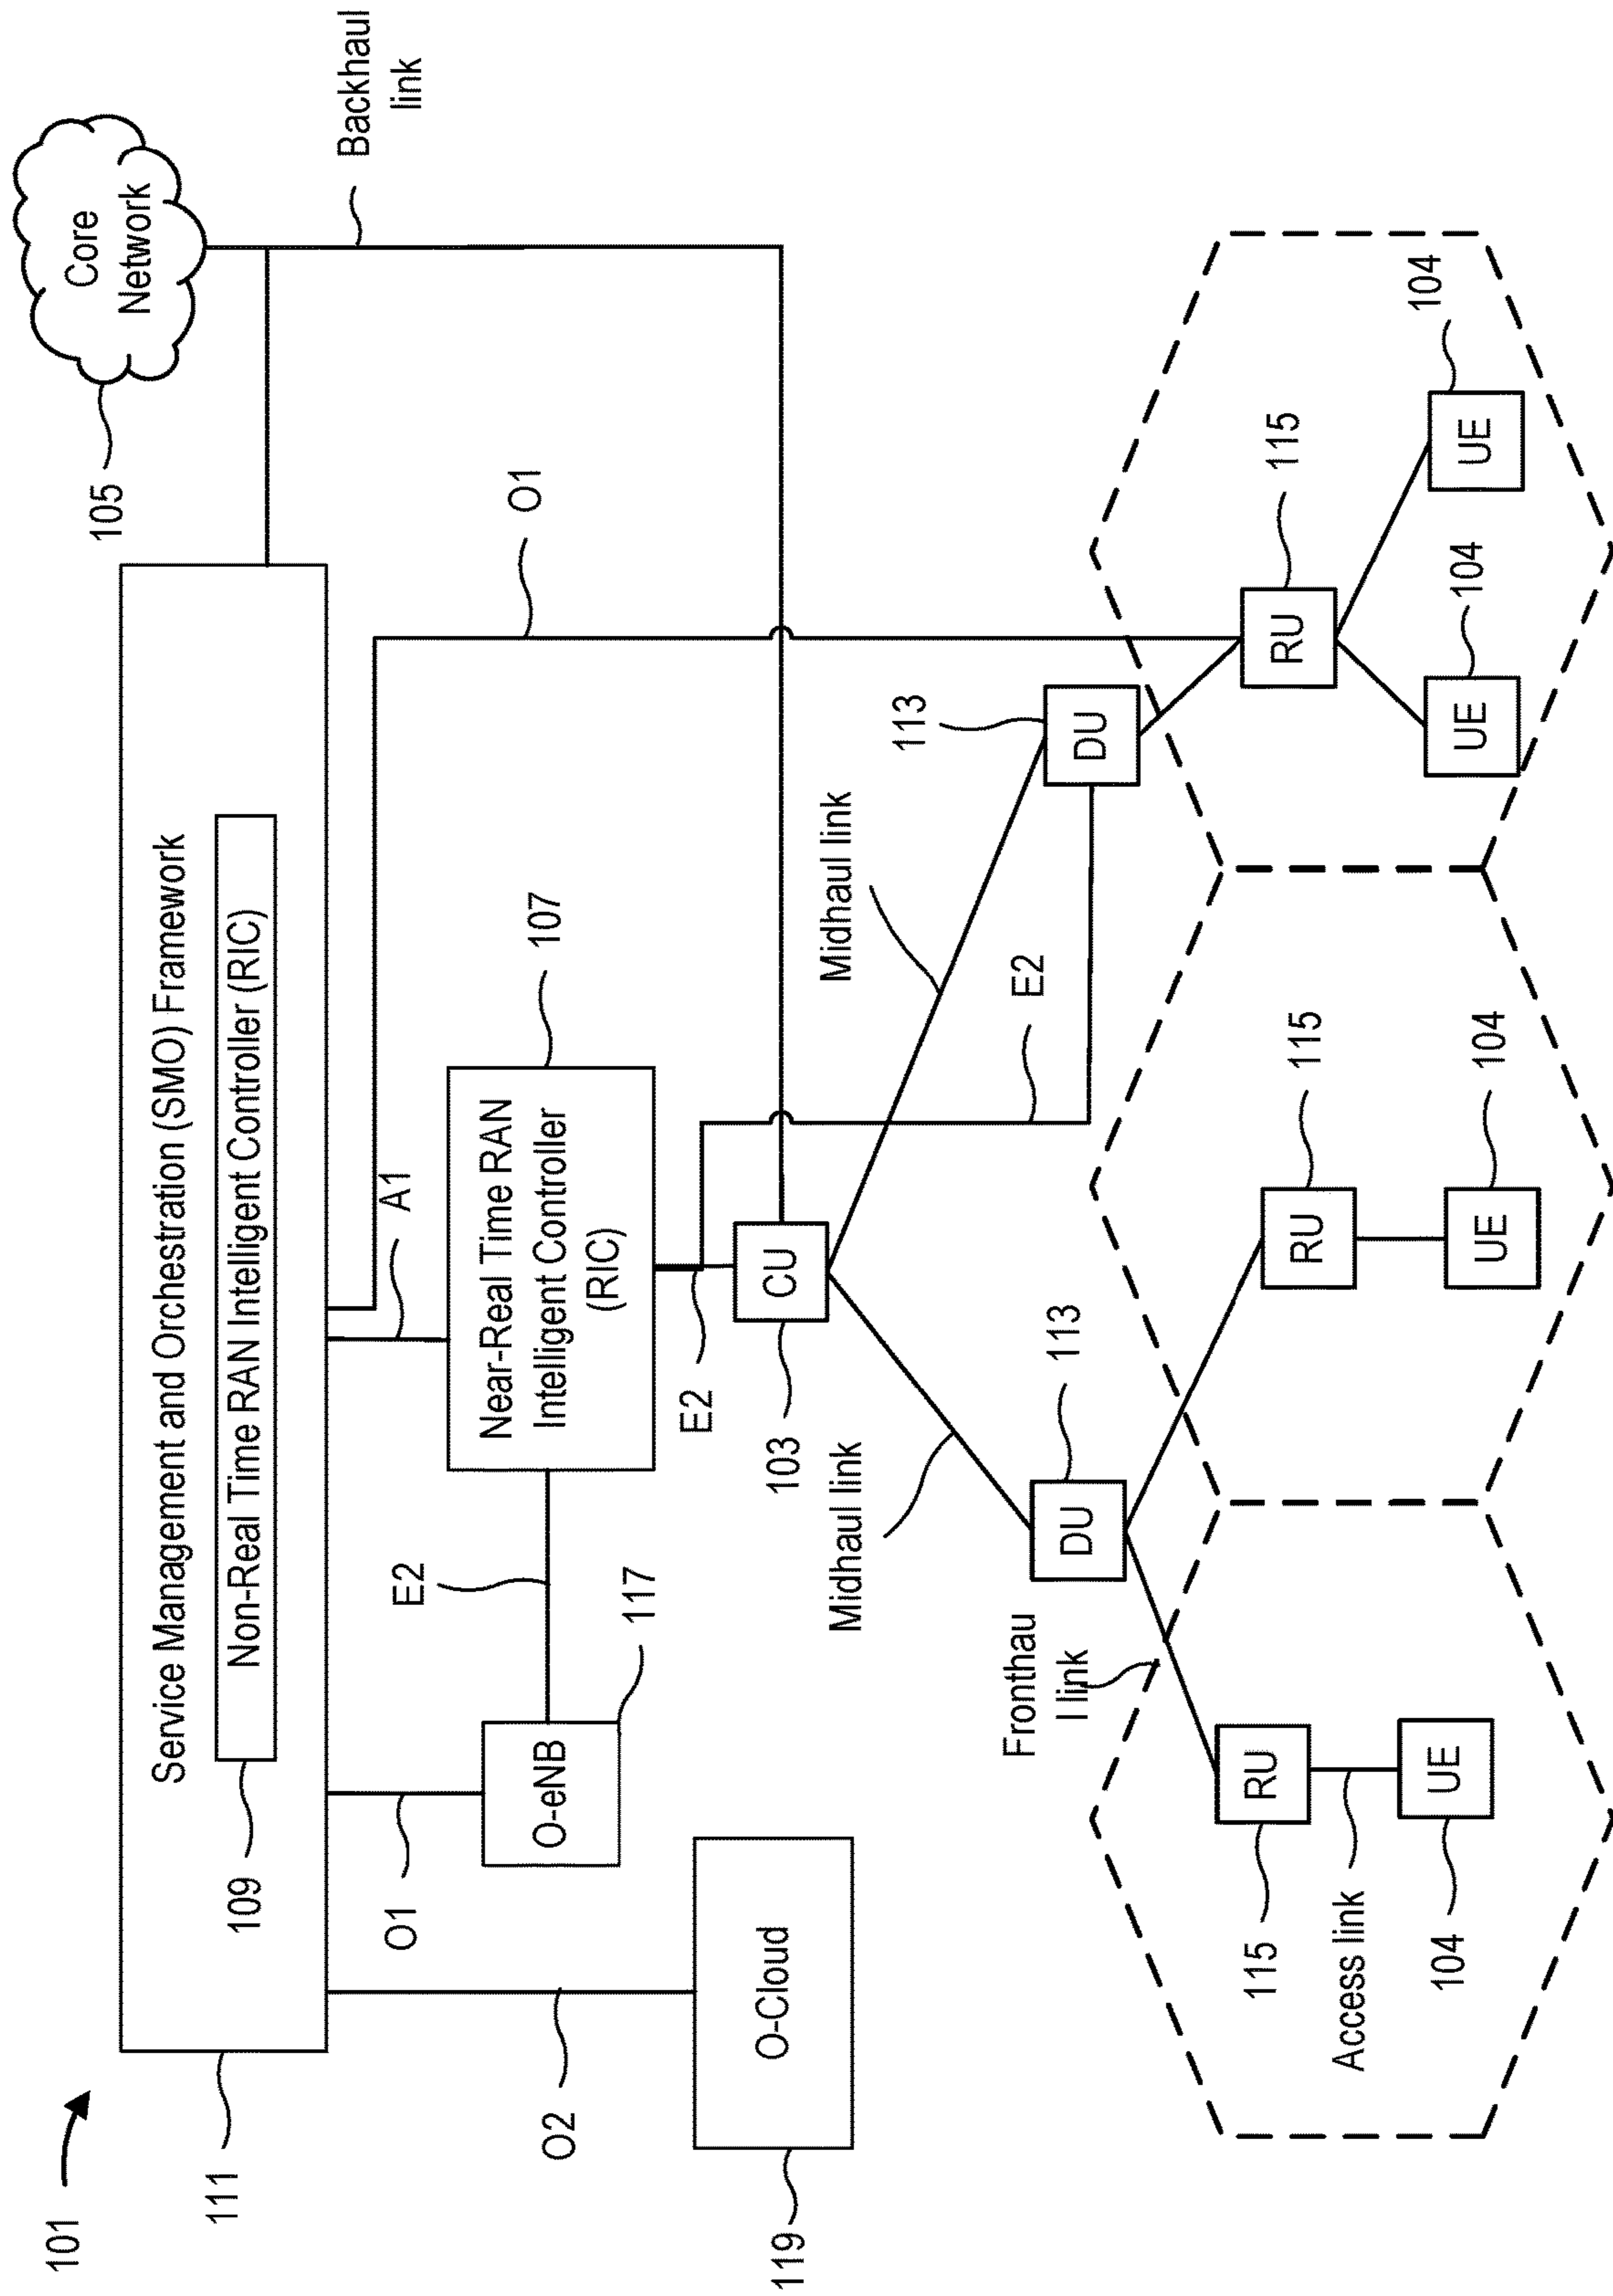 101
111
Service Management and Orchestration (SMO) Framework
109
Non-Real Time RAN Intelligent Controller (RIC)
105
Core
Network
Backhaul
link
O2
O1
A1
O1
O-Cloud
119
O-eNB
117
E2
Near-Real Time RAN
Intelligent Controller
(RIC)
107
E2
CU
103
Midhaul link
Midhaul link
E2
DU
113
DU
113
Fronthau
l link
RU
115
Access link
UE
104
RU
115
UE
104
RU
115
UE
104
UE
104